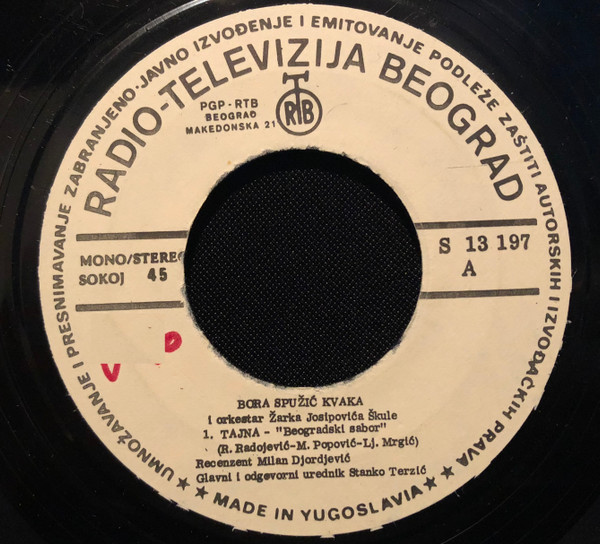 UMNOŽAVANJE I PRESNIMAVANJE ZABRANJENO·JAVNO IZVOĐENJE I EMITOVANJE PODLEŽE ZAŠTITI AUTORSKIH I IZVOĐAČKIH PRAVA
RADIO-TELEVIZIJA BEOGRAD
PGP - RTB
BEOGRAD
MAKEDONSKA 21
RTB
MONO/STEREO
SOKOJ 45
S 13 197
A
V D
BORA SPUŽIĆ KVAKA
i orkestar Žarka Josipovića Škule
1. TAJNA - "Beogradski sabor"
(R. Radojević-M. Popović-Lj. Mrgić)
Recenzent Milan Djordjević
Glavni i odgovorni urednik Stanko Terzić
★★ MADE IN YUGOSLAVIA ★★